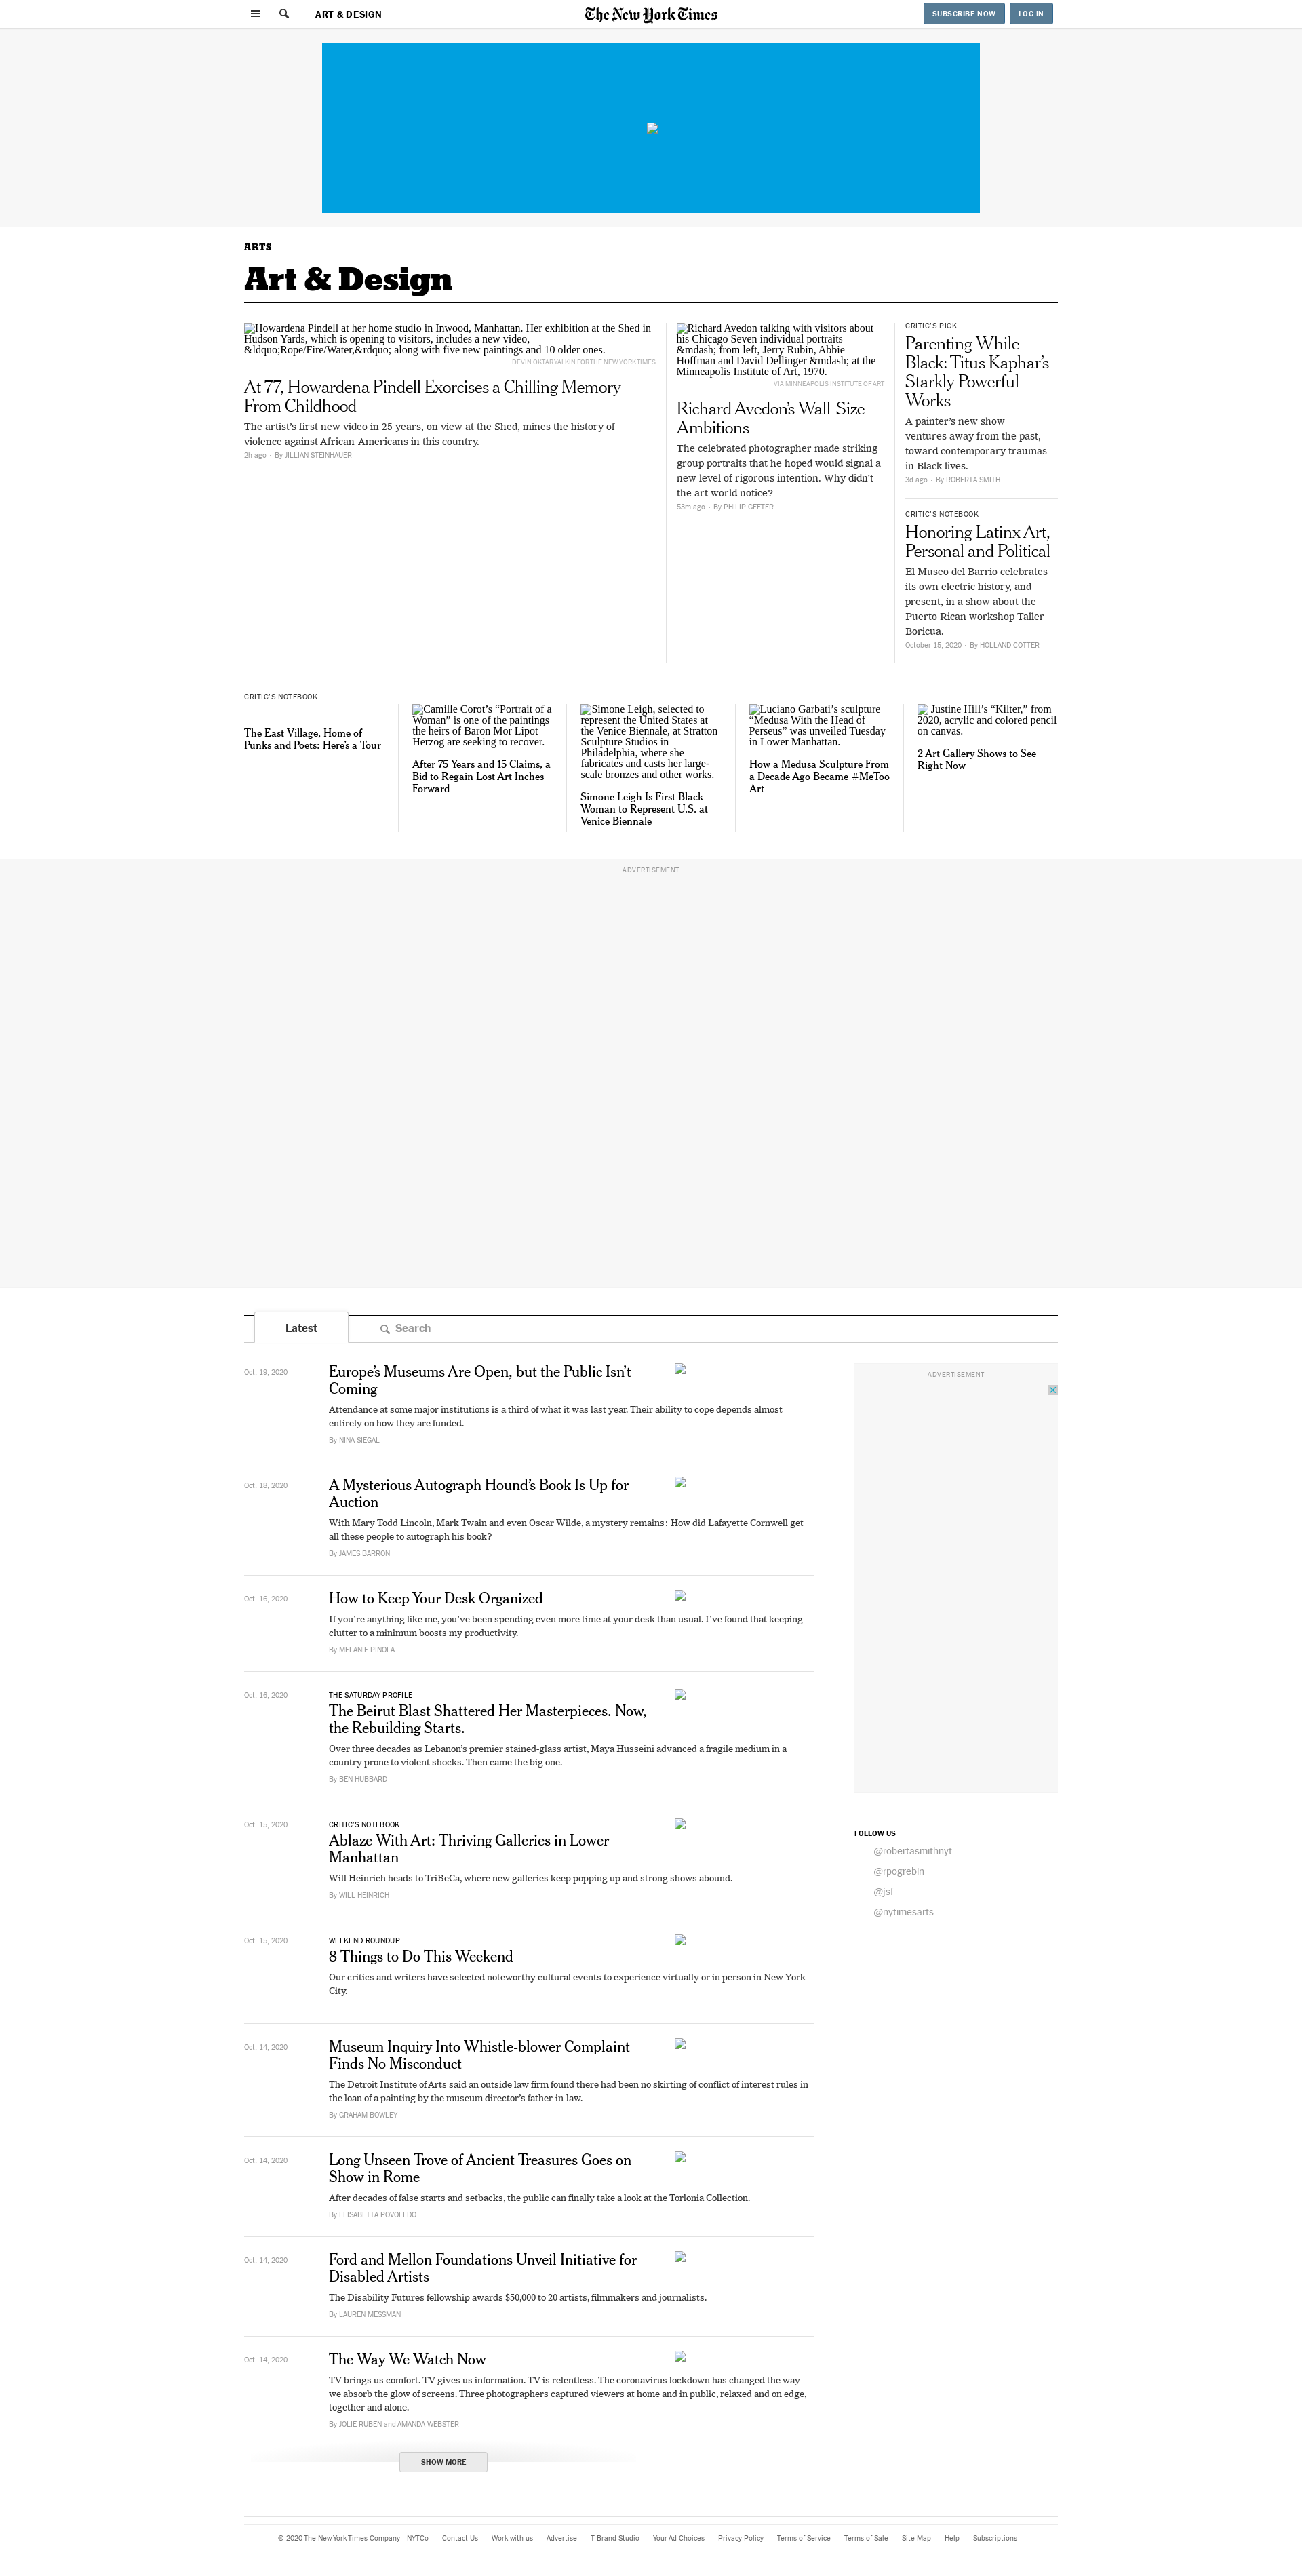 ART & DESIGN
The New York Times
SUBSCRIBE NOW
LOG IN
ARTS
Art & Design
Howardena Pindell at her home studio in Inwood, Manhattan. Her exhibition at the Shed in
Hudson Yards, which is opening to visitors, includes a new video,
&ldquo;Rope/Fire/Water,&rdquo; along with five new paintings and 10 older ones.
DEVIN OKTAR YALKIN FOR THE NEW YORK TIMES
At 77, Howardena Pindell Exorcises a Chilling Memory
From Childhood
The artist’s first new video in 25 years, on view at the Shed, mines the history of
violence against African-Americans in this country.
2h ago • By JILLIAN STEINHAUER
Richard Avedon talking with visitors about
his Chicago Seven individual portraits
&mdash; from left, Jerry Rubin, Abbie
Hoffman and David Dellinger &mdash; at the
Minneapolis Institute of Art, 1970.
VIA MINNEAPOLIS INSTITUTE OF ART
Richard Avedon’s Wall-Size
Ambitions
The celebrated photographer made striking
group portraits that he hoped would signal a
new level of rigorous intention. Why didn’t
the art world notice?
53m ago • By PHILIP GEFTER
CRITIC’S PICK
Parenting While
Black: Titus Kaphar’s
Starkly Powerful
Works
A painter’s new show
ventures away from the past,
toward contemporary traumas
in Black lives.
3d ago • By ROBERTA SMITH
CRITIC’S NOTEBOOK
Honoring Latinx Art,
Personal and Political
El Museo del Barrio celebrates
its own electric history, and
present, in a show about the
Puerto Rican workshop Taller
Boricua.
October 15, 2020 • By HOLLAND COTTER
CRITIC’S NOTEBOOK
The East Village, Home of
Punks and Poets: Here’s a Tour
Camille Corot’s “Portrait of a
Woman” is one of the paintings
the heirs of Baron Mor Lipot
Herzog are seeking to recover.
After 75 Years and 15 Claims, a
Bid to Regain Lost Art Inches
Forward
Simone Leigh, selected to
represent the United States at
the Venice Biennale, at Stratton
Sculpture Studios in
Philadelphia, where she
fabricates and casts her large-
scale bronzes and other works.
Simone Leigh Is First Black
Woman to Represent U.S. at
Venice Biennale
Luciano Garbati’s sculpture
“Medusa With the Head of
Perseus” was unveiled Tuesday
in Lower Manhattan.
How a Medusa Sculpture From
a Decade Ago Became #MeToo
Art
Justine Hill’s “Kilter,” from
2020, acrylic and colored pencil
on canvas.
2 Art Gallery Shows to See
Right Now
ADVERTISEMENT
Latest
Search
Oct. 19, 2020
Europe’s Museums Are Open, but the Public Isn’t
Coming
Attendance at some major institutions is a third of what it was last year. Their ability to cope depends almost
entirely on how they are funded.
By NINA SIEGAL
Oct. 18, 2020
A Mysterious Autograph Hound’s Book Is Up for
Auction
With Mary Todd Lincoln, Mark Twain and even Oscar Wilde, a mystery remains: How did Lafayette Cornwell get
all these people to autograph his book?
By JAMES BARRON
Oct. 16, 2020
How to Keep Your Desk Organized
If you’re anything like me, you’ve been spending even more time at your desk than usual. I’ve found that keeping
clutter to a minimum boosts my productivity.
By MELANIE PINOLA
Oct. 16, 2020
THE SATURDAY PROFILE
The Beirut Blast Shattered Her Masterpieces. Now,
the Rebuilding Starts.
Over three decades as Lebanon’s premier stained-glass artist, Maya Husseini advanced a fragile medium in a
country prone to violent shocks. Then came the big one.
By BEN HUBBARD
Oct. 15, 2020
CRITIC’S NOTEBOOK
Ablaze With Art: Thriving Galleries in Lower
Manhattan
Will Heinrich heads to TriBeCa, where new galleries keep popping up and strong shows abound.
By WILL HEINRICH
Oct. 15, 2020
WEEKEND ROUNDUP
8 Things to Do This Weekend
Our critics and writers have selected noteworthy cultural events to experience virtually or in person in New York
City.
Oct. 14, 2020
Museum Inquiry Into Whistle-blower Complaint
Finds No Misconduct
The Detroit Institute of Arts said an outside law firm found there had been no skirting of conflict of interest rules in
the loan of a painting by the museum director’s father-in-law.
By GRAHAM BOWLEY
Oct. 14, 2020
Long Unseen Trove of Ancient Treasures Goes on
Show in Rome
After decades of false starts and setbacks, the public can finally take a look at the Torlonia Collection.
By ELISABETTA POVOLEDO
Oct. 14, 2020
Ford and Mellon Foundations Unveil Initiative for
Disabled Artists
The Disability Futures fellowship awards $50,000 to 20 artists, filmmakers and journalists.
By LAUREN MESSMAN
Oct. 14, 2020
The Way We Watch Now
TV brings us comfort. TV gives us information. TV is relentless. The coronavirus lockdown has changed the way
we absorb the glow of screens. Three photographers captured viewers at home and in public, relaxed and on edge,
together and alone.
By JOLIE RUBEN and AMANDA WEBSTER
SHOW MORE
ADVERTISEMENT
FOLLOW US
@robertasmithnyt
@rpogrebin
@jsf
@nytimesarts
© 2020 The New York Times Company NYTCo Contact Us Work with us Advertise T Brand Studio Your Ad Choices Privacy Policy Terms of Service Terms of Sale Site Map Help Subscriptions